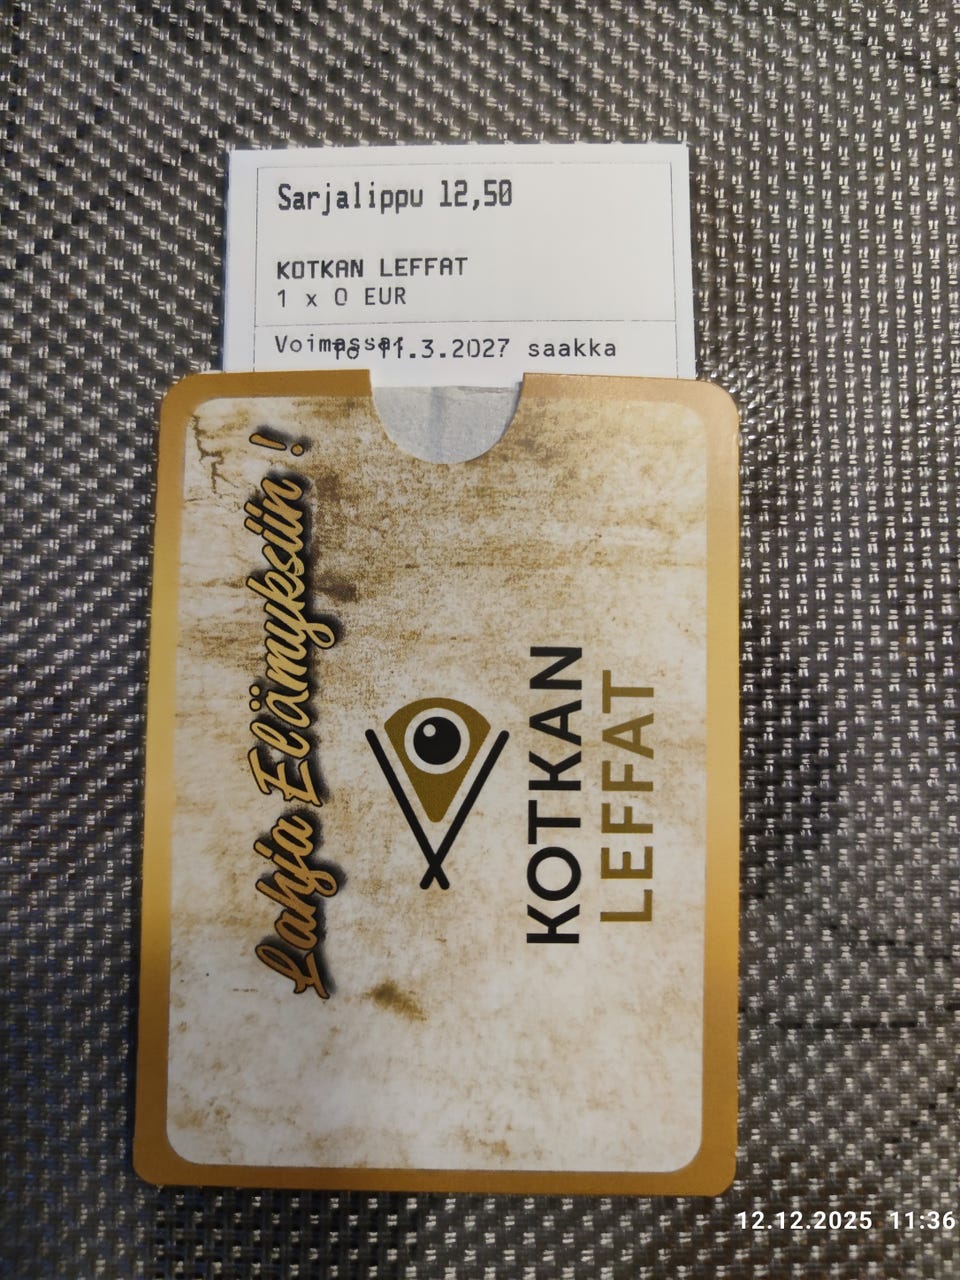 Sarjalippu 12,50
KOTKAN LEFFAT
1 x 0 EUR
Voimassa
To 11.3.2027 saakka
Lahja Elämyksiin !
KOTKAN
LEFFAT
12.12.2025 11:36